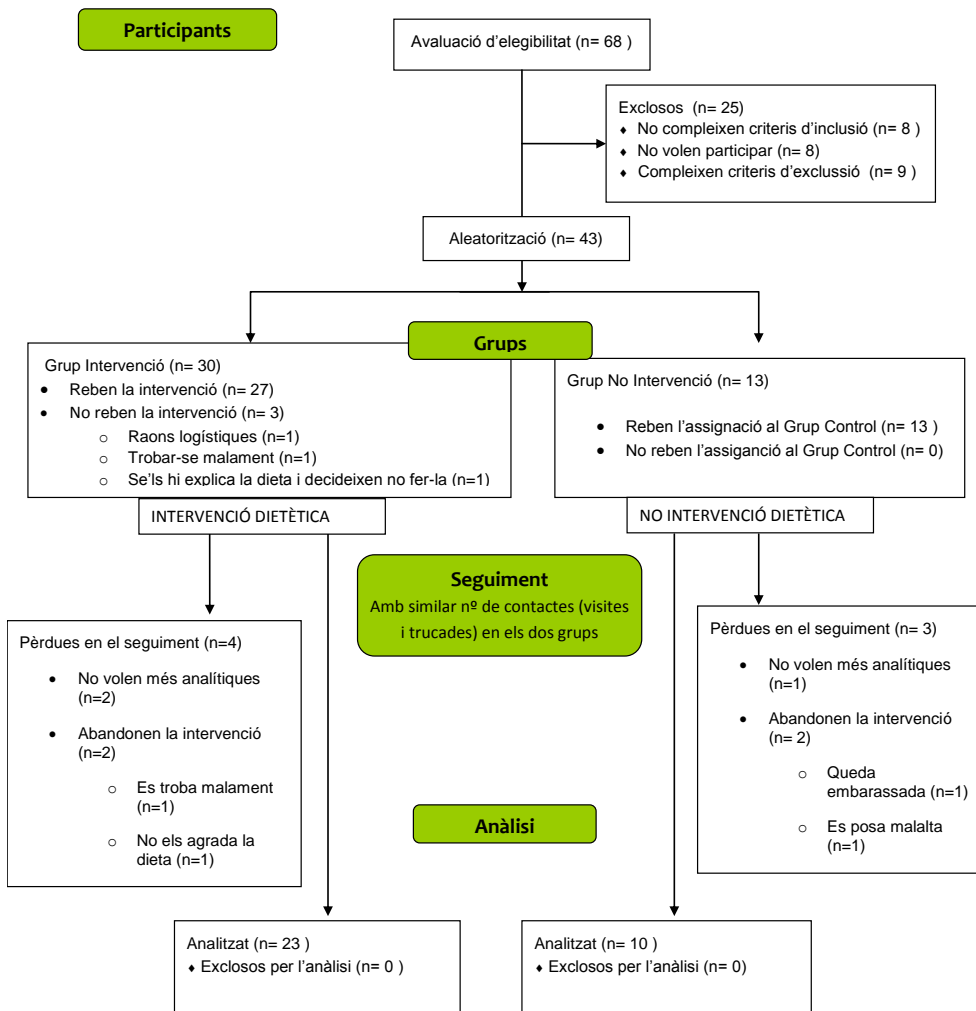 Participants
Avaluació d'elegibilitat (n= 68 )
Exclosos (n= 25)
♦ No compleixen criteris d'inclusió (n= 8 )
♦ No volen participar (n= 8)
♦ Compleixen criteris d'exclussió (n= 9 )
Aleatorització (n= 43)
Grups
Grup Intervenció (n= 30)
• Reben la intervenció (n= 27)
• No reben la intervenció (n= 3)
o Raons logístiques (n=1)
o Trobar-se malament (n=1)
o Se'ls hi explica la dieta i decideixen no fer-la (n=1)
Grup No Intervenció (n= 13)
• Reben l'assignació al Grup Control (n= 13 )
• No reben l'assiganció al Grup Control (n= 0)
INTERVENCIÓ DIETÈTICA
NO INTERVENCIÓ DIETÈTICA
Seguiment
Amb similar nº de contactes (visites
i trucades) en els dos grups
Pèrdues en el seguiment (n=4)
• No volen més analítiques
(n=2)
• Abandonen la intervenció
(n=2)
o Es troba malament
(n=1)
o No els agrada la
dieta (n=1)
Pèrdues en el seguiment (n= 3)
• No volen més analítiques
(n=1)
• Abandonen la intervenció
(n= 2)
o Queda
embarassada (n=1)
o Es posa malalta
(n=1)
Anàlisi
Analitzat (n= 23 )
♦ Exclosos per l'anàlisi (n= 0 )
Analitzat (n= 10 )
♦ Exclosos per l'anàlisi (n= 0)